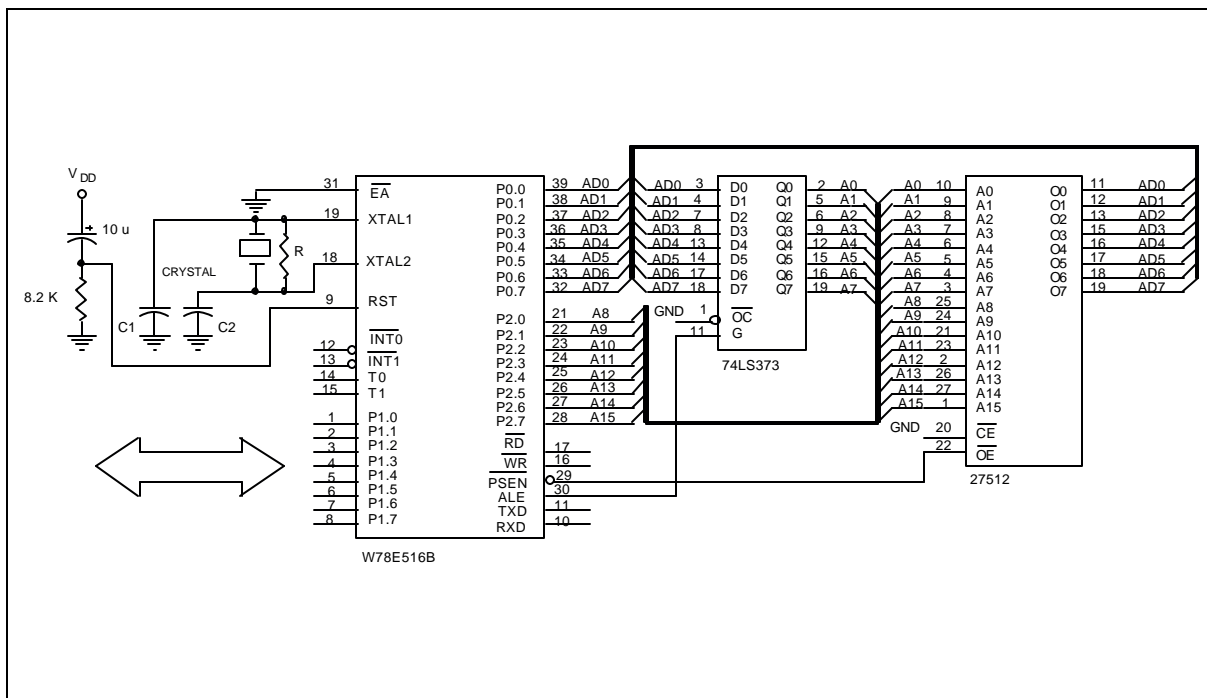 V DD
10 u
8.2 K
CRYSTAL
C1
C2
R
31 EA
19 XTAL1
18 XTAL2
9 RST
12 INT0
13 INT1
14 T0
15 T1
1 P1.0
2 P1.1
3 P1.2
4 P1.3
5 P1.4
6 P1.5
7 P1.6
8 P1.7
P0.0 39 AD0
P0.1 38 AD1
P0.2 37 AD2
P0.3 36 AD3
P0.4 35 AD4
P0.5 34 AD5
P0.6 33 AD6
P0.7 32 AD7
P2.0 21 A8
P2.1 22 A9
P2.2 23 A10
P2.3 24 A11
P2.4 25 A12
P2.5 26 A13
P2.6 27 A14
P2.7 28 A15
RD 17
WR 16
PSEN 29
ALE 30
TXD 11
RXD 10
W78E516B
AD0 3 D0 Q0 2 A0
AD1 4 D1 Q1 5 A1
AD2 7 D2 Q2 6 A2
AD3 8 D3 Q3 9 A3
AD4 13 D4 Q4 12 A4
AD5 14 D5 Q5 15 A5
AD6 17 D6 Q6 16 A6
AD7 18 D7 Q7 19 A7
GND 1 OC
11 G
74LS373
A0 10 A0 O0 11 AD0
A1 9 A1 O1 12 AD1
A2 8 A2 O2 13 AD2
A3 7 A3 O3 15 AD3
A4 6 A4 O4 16 AD4
A5 5 A5 O5 17 AD5
A6 4 A6 O6 18 AD6
A7 3 A7 O7 19 AD7
A8 25 A8
A9 24 A9
A10 21 A10
A11 23 A11
A12 2 A12
A13 26 A13
A14 27 A14
A15 1 A15
GND 20 CE
22 OE
27512